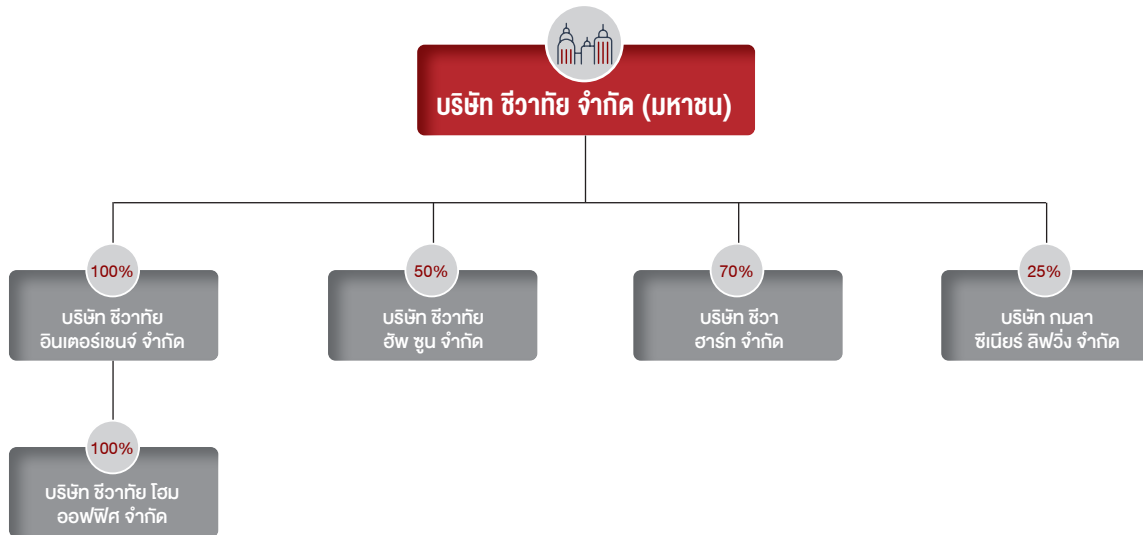 บริษัท ชีวาทัย จำกัด (มหาชน)
100%
บริษัท ชีวาทัย
อินเตอร์เชนจ์ จำกัด
50%
บริษัท ชีวาทัย
ฮัพ ซูน จำกัด
70%
บริษัท ชีวา
ฮาร์ท จำกัด
25%
บริษัท กมลา
ซีเนียร์ ลิฟวิ่ง จำกัด
100%
บริษัท ชีวาทัย โฮม
ออฟฟิศ จำกัด